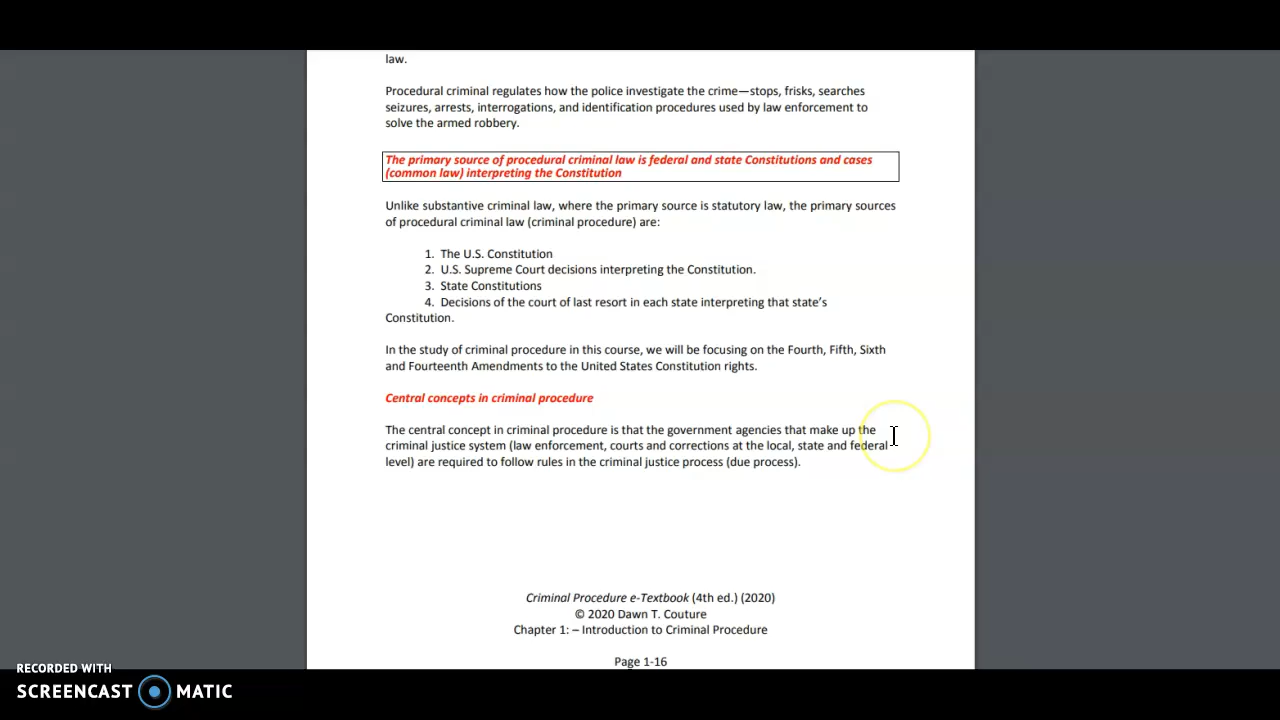 law.
Procedural criminal regulates how the police investigate the crime—stops, frisks, searches
seizures, arrests, interrogations, and identification procedures used by law enforcement to
solve the armed robbery.
The primary source of procedural criminal law is federal and state Constitutions and cases
(common law) interpreting the Constitution
Unlike substantive criminal law, where the primary source is statutory law, the primary sources
of procedural criminal law (criminal procedure) are:
1. The U.S. Constitution
2. U.S. Supreme Court decisions interpreting the Constitution.
3. State Constitutions
4. Decisions of the court of last resort in each state interpreting that state's
Constitution.
In the study of criminal procedure in this course, we will be focusing on the Fourth, Fifth, Sixth
and Fourteenth Amendments to the United States Constitution rights.
Central concepts in criminal procedure
The central concept in criminal procedure is that the government agencies that make up the
criminal justice system (law enforcement, courts and corrections at the local, state and federal
level) are required to follow rules in the criminal justice process (due process).
Criminal Procedure e-Textbook (4th ed.) (2020)
© 2020 Dawn T. Couture
Chapter 1: – Introduction to Criminal Procedure
Page 1-16
RECORDED WITH
SCREENCAST MATIC